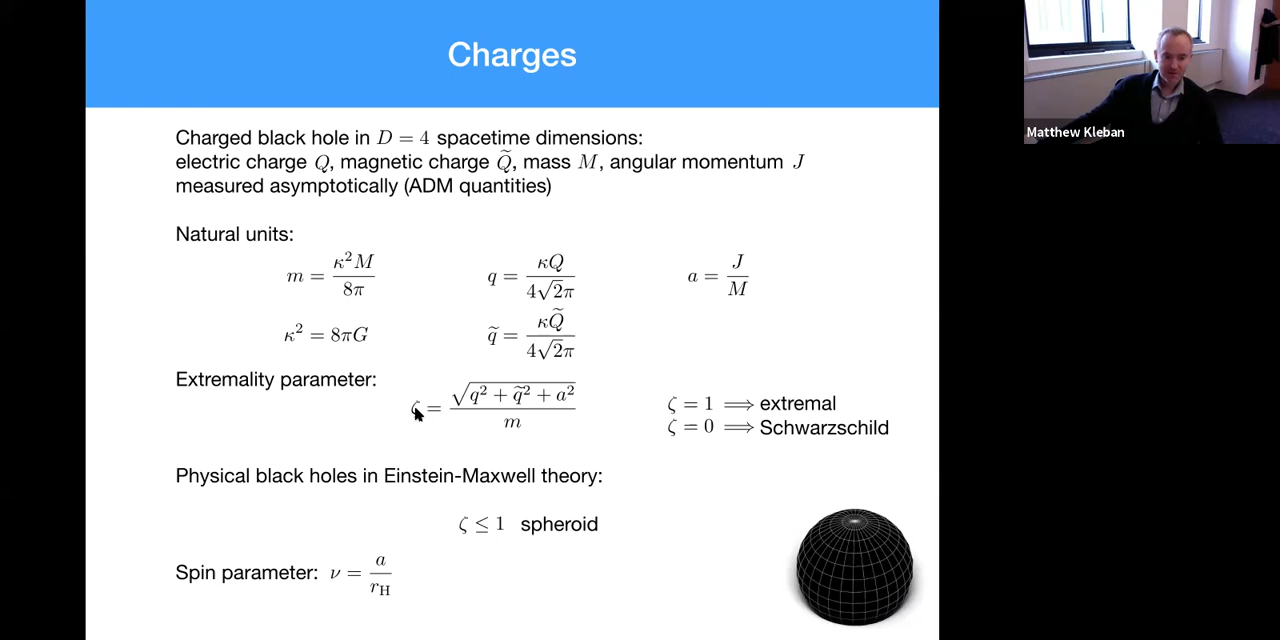 Charges
Matthew Kleban
Charged black hole in D = 4 spacetime dimensions:
electric charge Q, magnetic charge Q̃, mass M, angular momentum J
measured asymptotically (ADM quantities)
Natural units:
m = κ²M / 8π    q = κQ / 4√2π    a = J / M
κ² = 8πG    q̃ = κQ̃ / 4√2π
Extremality parameter:
ζ = √(q² + q̃² + a²) / m
ζ = 1 ⟹ extremal
ζ = 0 ⟹ Schwarzschild
Physical black holes in Einstein-Maxwell theory:
ζ ≤ 1 spheroid
Spin parameter: ν = a / r_H